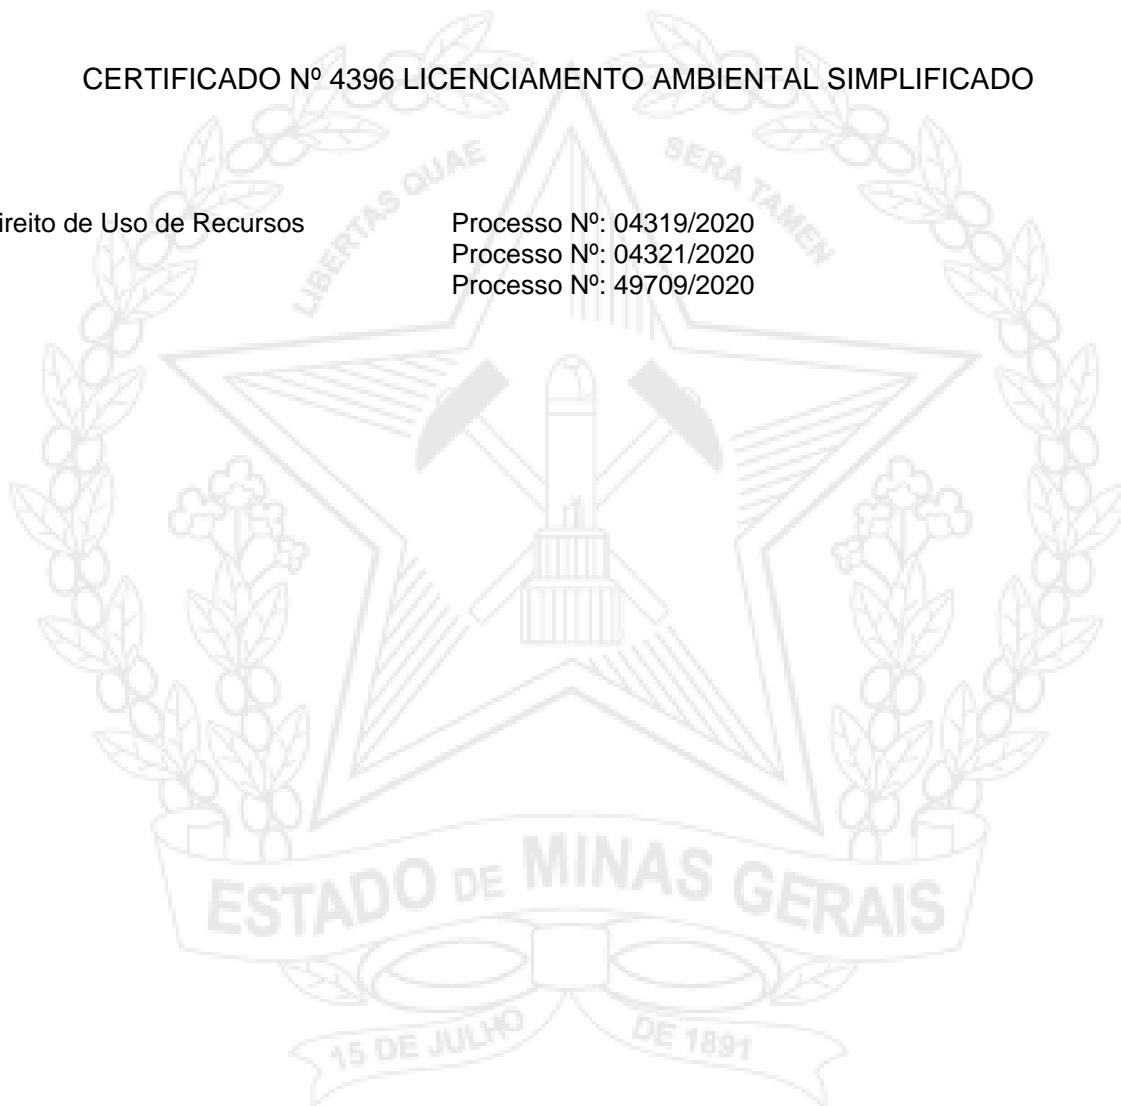 CERTIFICADO Nº 4396 LICENCIAMENTO AMBIENTAL SIMPLIFICADO
LIBERTAS QUAE SERA TAMEN
ireito de Uso de Recursos Processo Nº: 04319/2020
Processo Nº: 04321/2020
Processo Nº: 49709/2020
ESTADO DE MINAS GERAIS
15 DE JULHO DE 1891